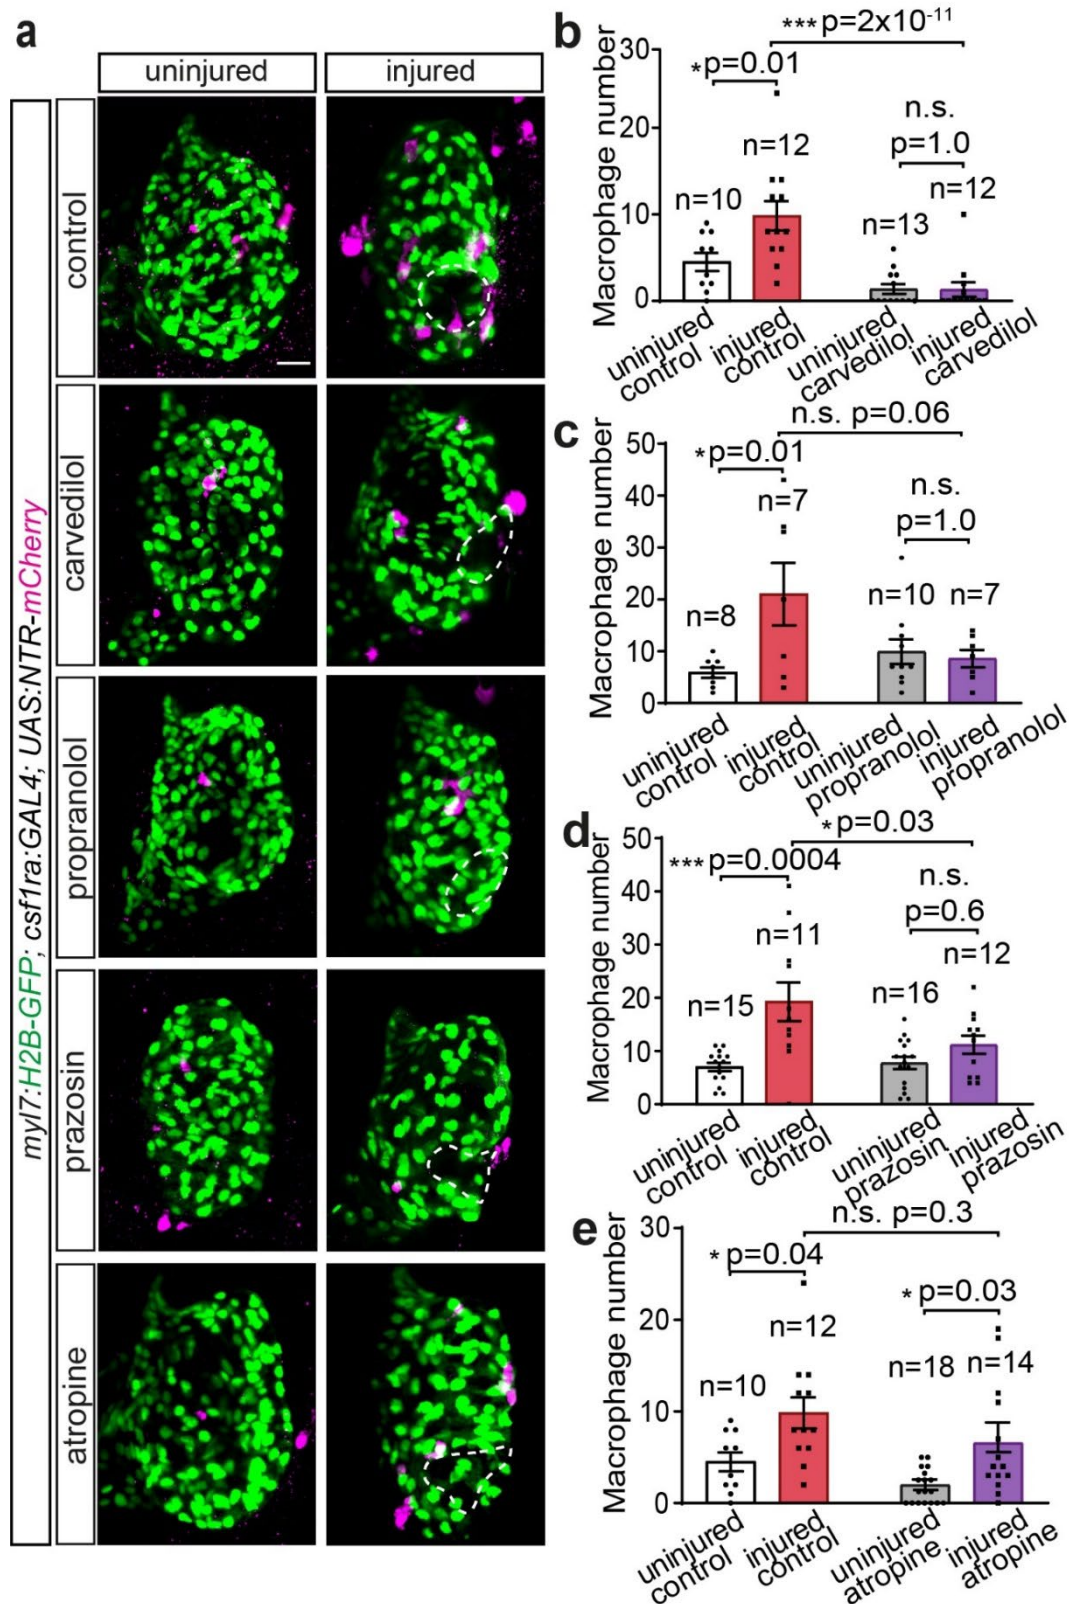 a
uninjured
injured
myl7:H2B-GFP; csf1ra:GAL4; UAS:NTR-mCherry
control
carvedilol
propranolol
prazosin
atropine
b
***p=2x10⁻¹¹
*p=0.01
n.s.
p=1.0
n=10
n=12
n=13
n=12
Macrophage number
30
20
10
0
uninjured control
injured control
uninjured carvedilol
injured carvedilol
c
n.s. p=0.06
*p=0.01
n.s.
p=1.0
n=8
n=7
n=10
n=7
Macrophage number
50
40
30
20
10
0
uninjured control
injured control
uninjured propranolol
injured propranolol
d
*p=0.03
***p=0.0004
n.s.
p=0.6
n=15
n=11
n=16
n=12
Macrophage number
50
40
30
20
10
0
uninjured control
injured control
uninjured prazosin
injured prazosin
e
n.s. p=0.3
*p=0.04
*p=0.03
n=10
n=12
n=18
n=14
Macrophage number
30
20
10
0
uninjured control
injured control
uninjured atropine
injured atropine